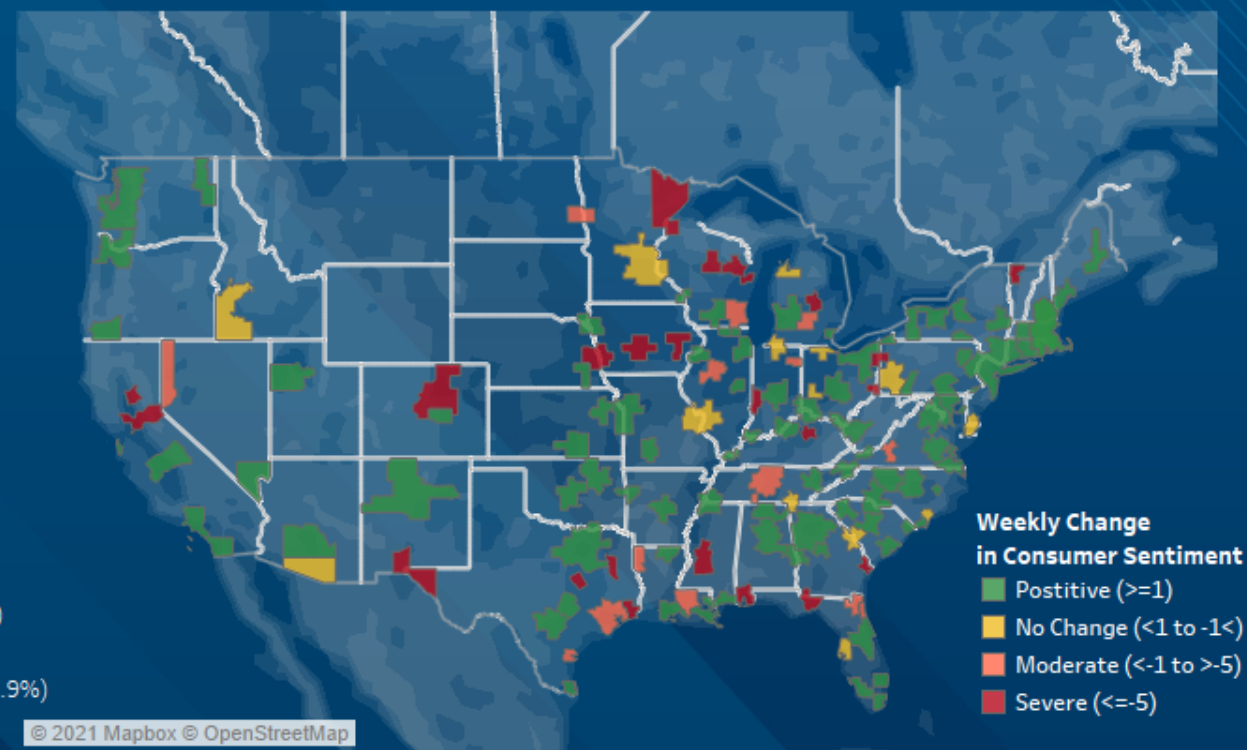 Weekly Change
in Consumer Sentiment
Postitive (>=1)
No Change (<1 to -1<)
Moderate (<-1 to >-5)
Severe (<=-5)
)
.9%)
© 2021 Mapbox © OpenStreetMap